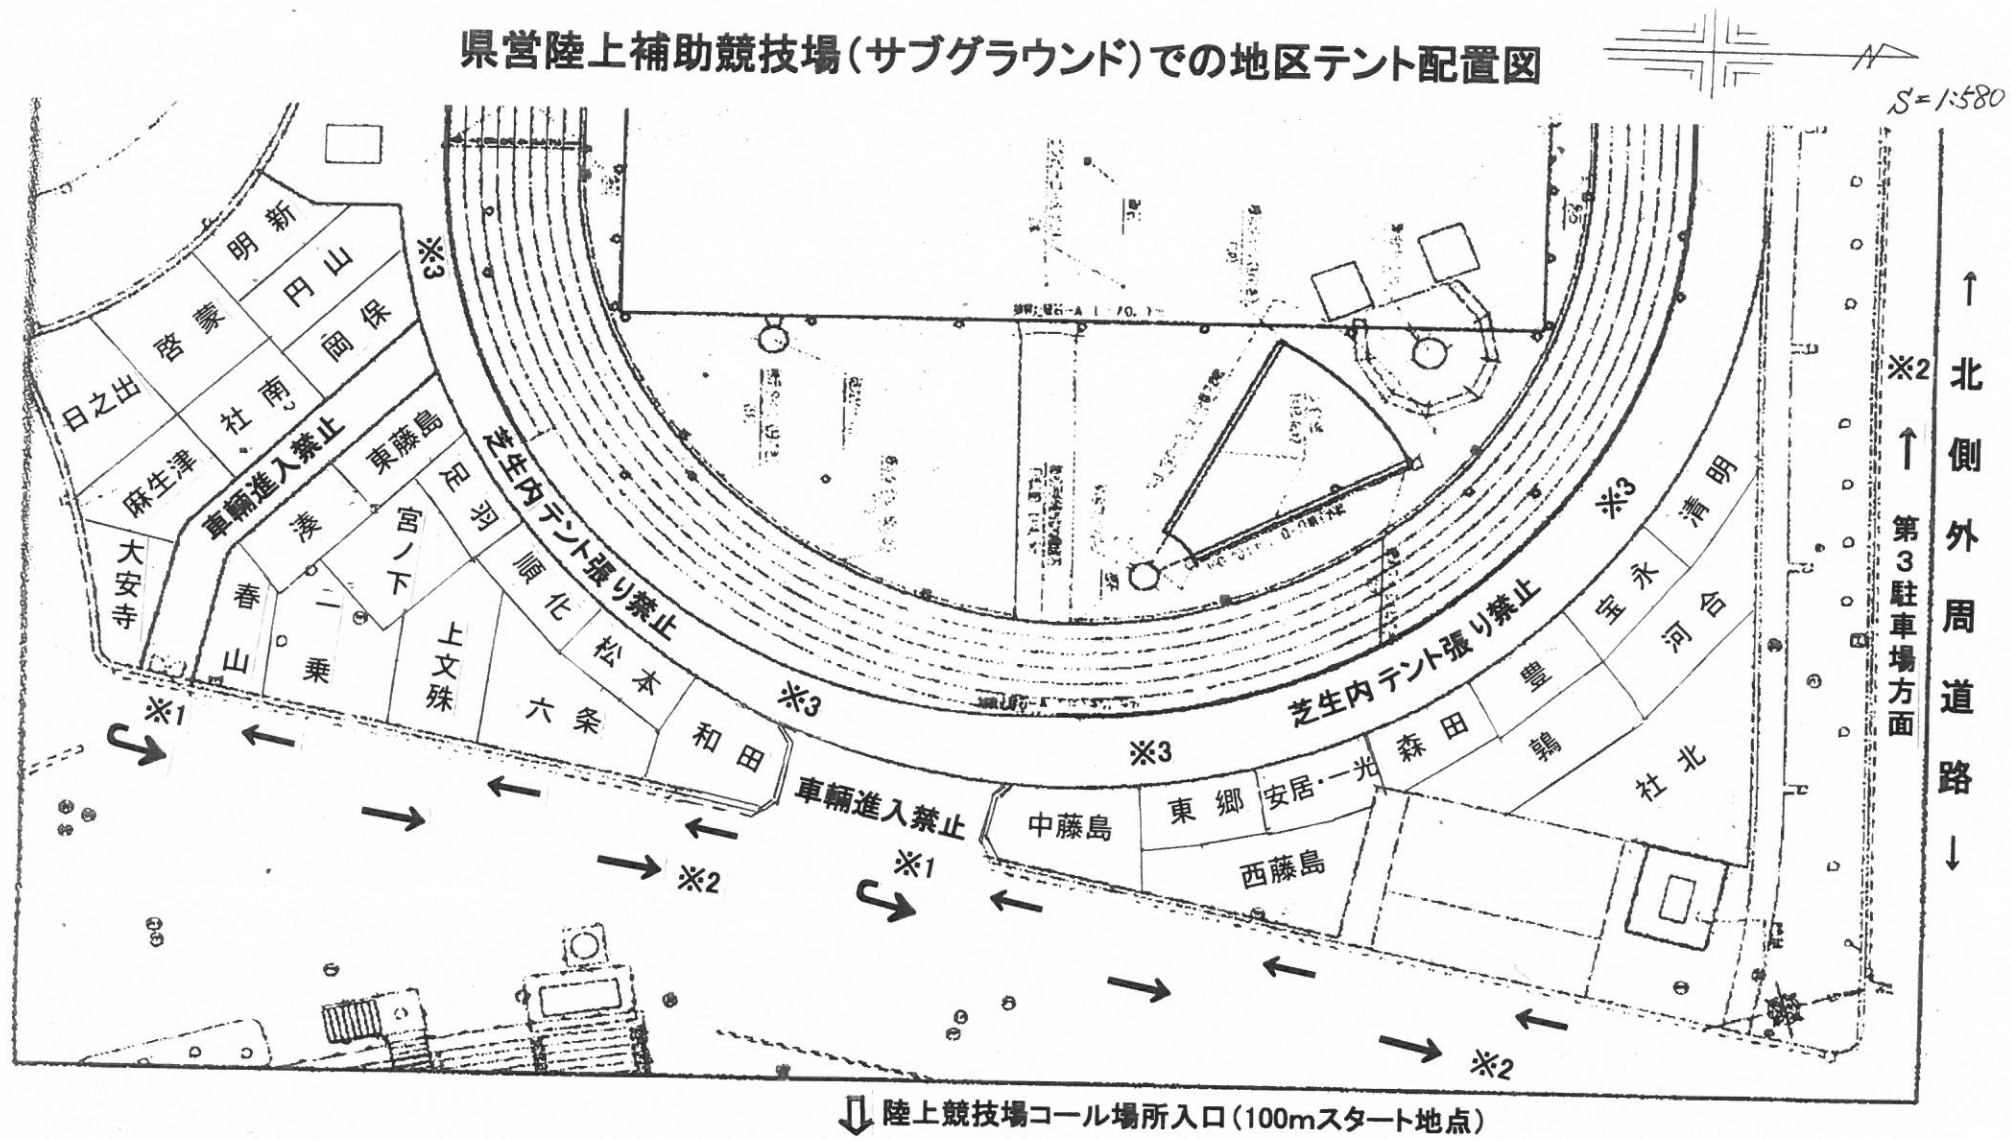 県営陸上補助競技場(サブグラウンド)での地区テント配置図
S=1:580
明新
円山
岡保
啓蒙
社南
日之出
麻生津
大安寺
車輛進入禁止
東藤島
湊
足羽
宮ノ下
春山
一乗
上文殊
順化
松本
六条
和田
※3
芝生内テント張り禁止
※3
※3
芝生内テント張り禁止
※3
清明
宝永
河合
豊
鶉
森田
社北
安居・一光
東郷
中藤島
西藤島
車輛進入禁止
※1
※1
※2
※2
※2
↑ 第3駐車場方面
↑ 北側外周道路 ↓
⇩ 陸上競技場コール場所入口(100mスタート地点)